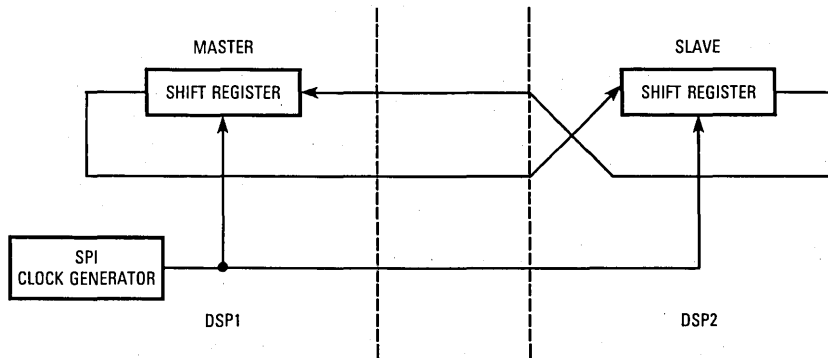 MASTER
SLAVE
SHIFT REGISTER
SHIFT REGISTER
SPI
CLOCK GENERATOR
DSP1
DSP2